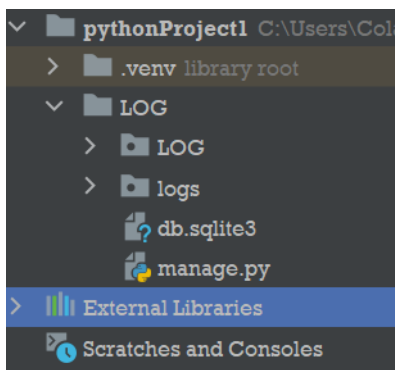 pythonProject1 C:\Users\Cola
.venv library root
LOG
LOG
logs
db.sqlite3
manage.py
External Libraries
Scratches and Consoles